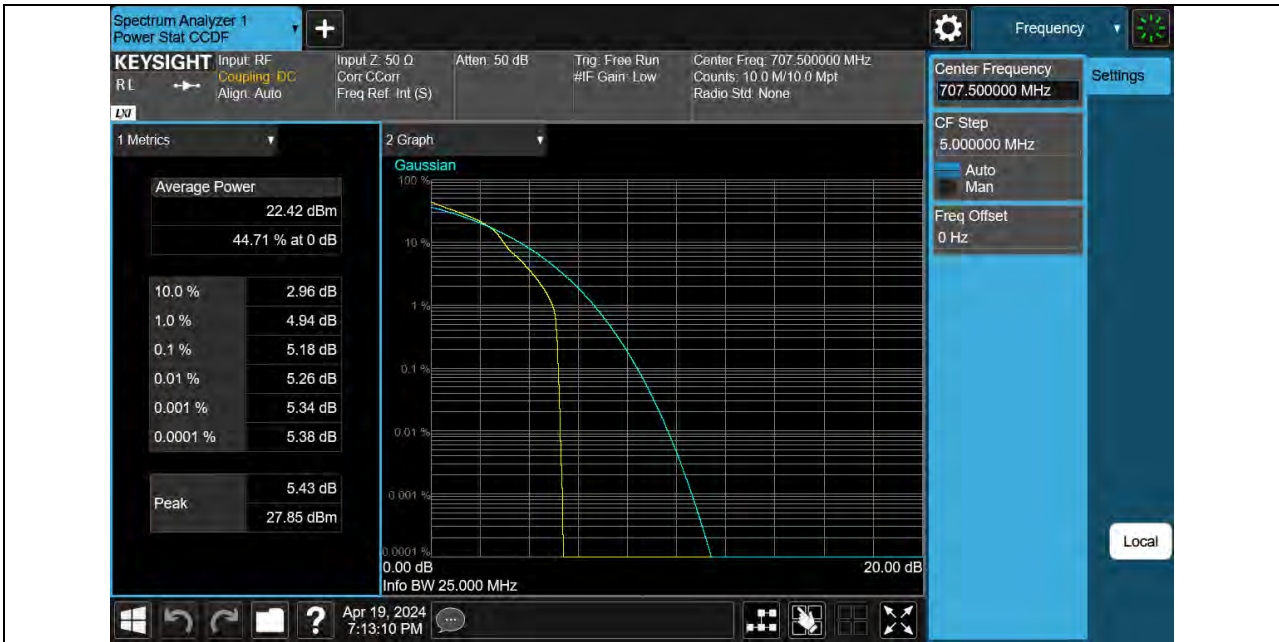 Spectrum Analyzer 1
Power Stat CCDF
+
Frequency
KEYSIGHT
RL
LXI
Input: RF
Coupling: DC
Align: Auto
Input Z: 50 Ω
Corr CCorr
Freq Ref: Int (S)
Atten: 50 dB
Trig: Free Run
#IF Gain: Low
Center Freq: 707.500000 MHz
Counts: 10.0 M/10.0 Mpt
Radio Std: None
Center Frequency
707.500000 MHz
Settings
CF Step
5.000000 MHz
Auto
Man
Freq Offset
0 Hz
1 Metrics
Average Power
22.42 dBm
44.71 % at 0 dB
10.0 % 2.96 dB
1.0 % 4.94 dB
0.1 % 5.18 dB
0.01 % 5.26 dB
0.001 % 5.34 dB
0.0001 % 5.38 dB
Peak
5.43 dB
27.85 dBm
2 Graph
Gaussian
100 %
10 %
1 %
0.1 %
0.01 %
0.001 %
0.0001 %
0.00 dB
20.00 dB
Info BW 25.000 MHz
Local
?
Apr 19, 2024
7:13:10 PM